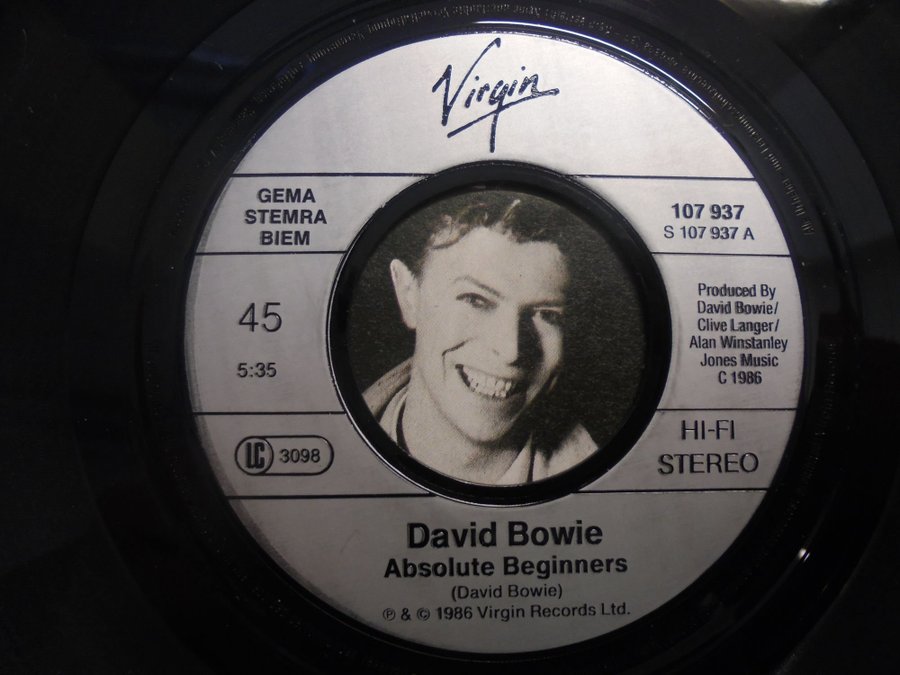 Virgin
GEMA
STEMRA
BIEM
107 937
S 107 937 A
45
5:35
Produced By
David Bowie/
Clive Langer/
Alan Winstanley
Jones Music
C 1986
LC 3098
HI-FI
STEREO
David Bowie
Absolute Beginners
(David Bowie)
℗ & © 1986 Virgin Records Ltd.